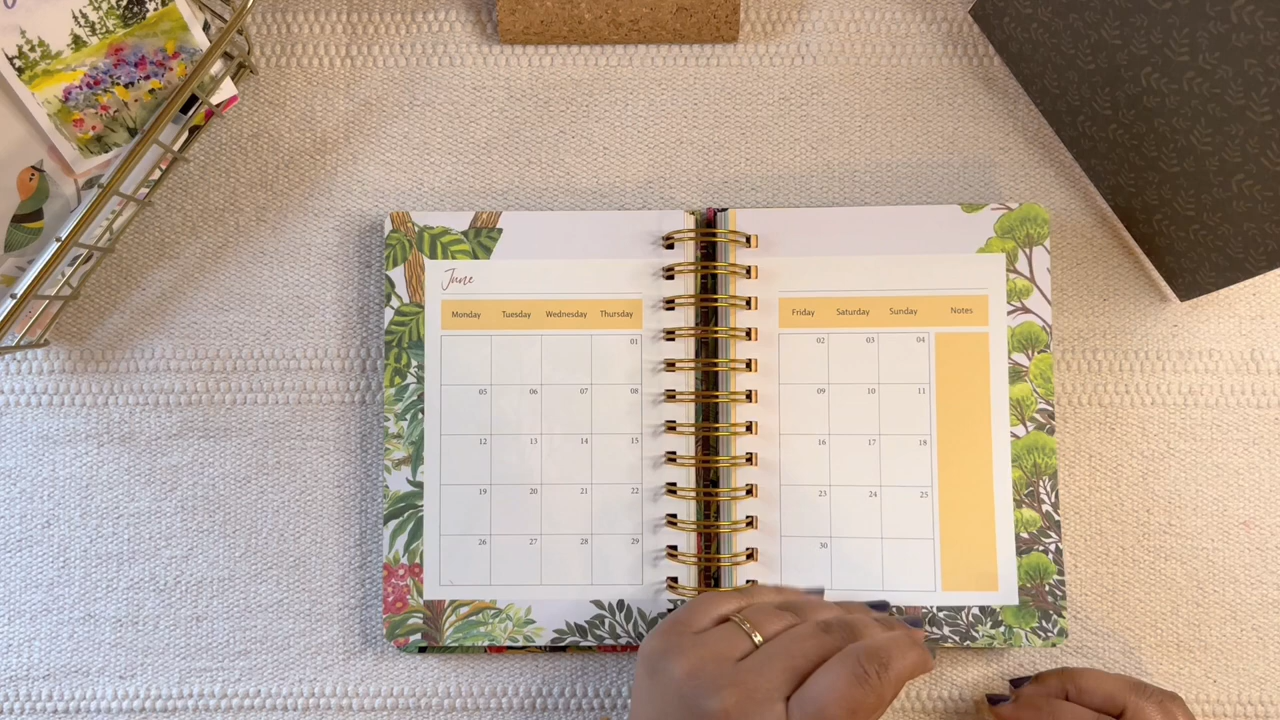 June
Monday Tuesday Wednesday Thursday Friday Saturday Sunday Notes
01 02 03 04
05 06 07 08 09 10 11
12 13 14 15 16 17 18
19 20 21 22 23 24 25
26 27 28 29 30